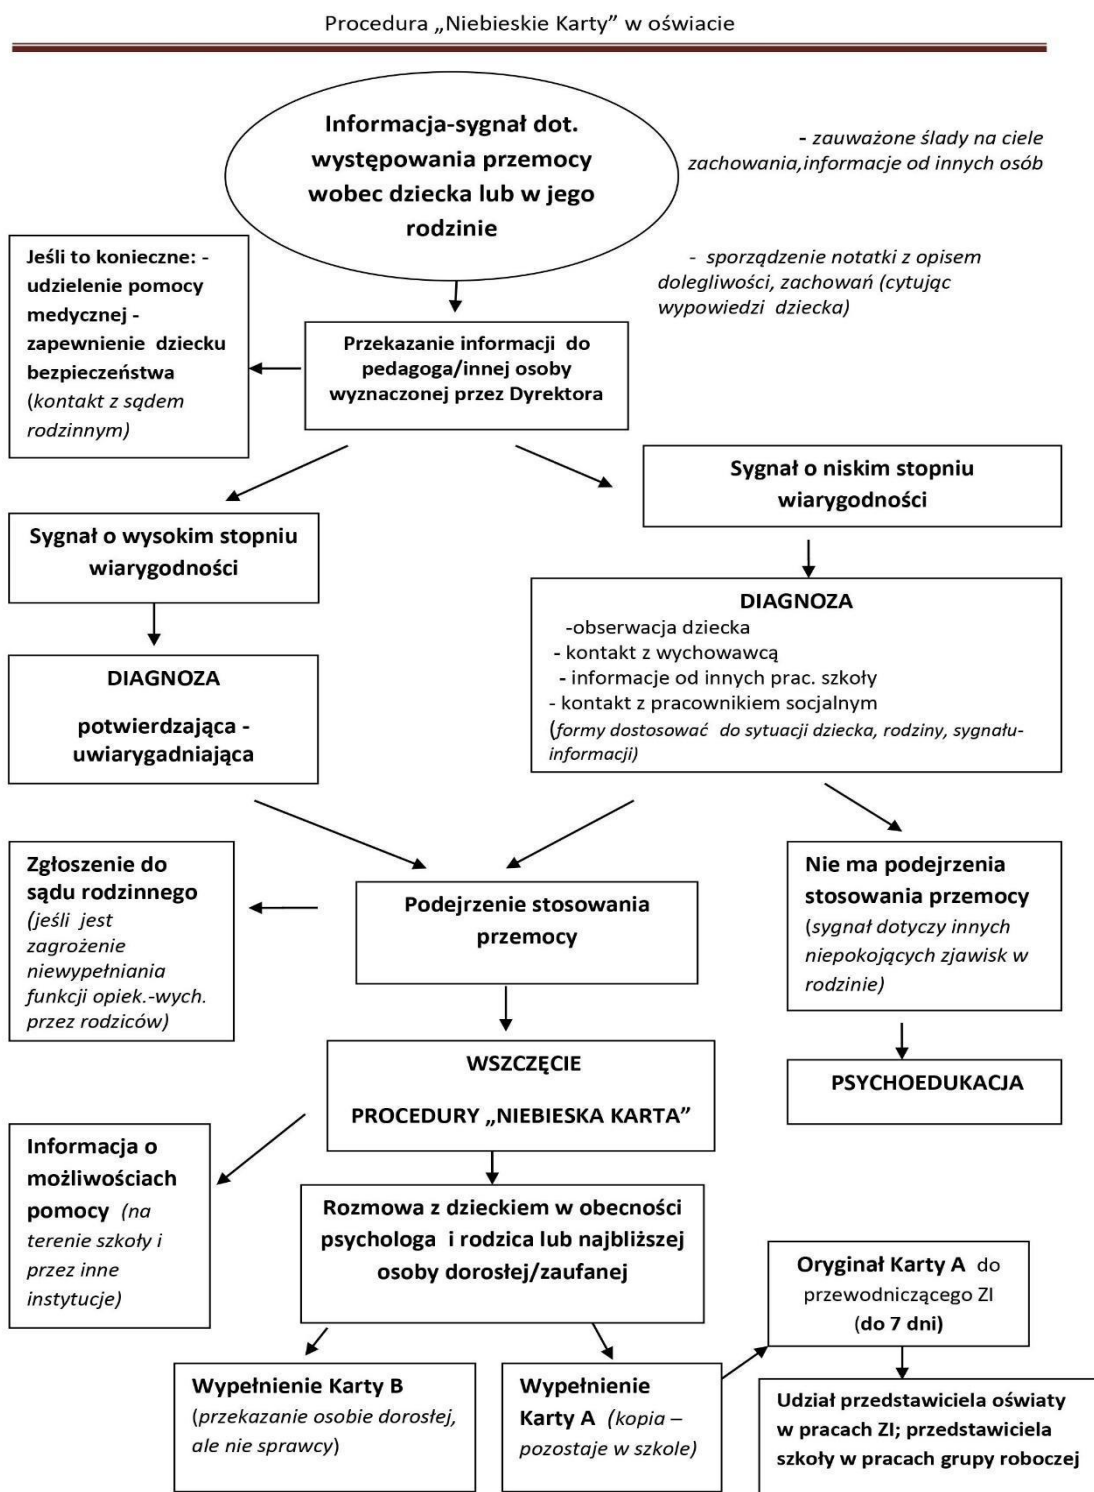 Procedura „Niebieskie Karty” w oświacie
Informacja-sygnał dot.
występowania przemocy
wobec dziecka lub w jego
rodzinie
- zauważone ślady na ciele
zachowania,informacje od innych osób
- sporządzenie notatki z opisem
dolegliwości, zachowań (cytując
wypowiedzi dziecka)
Jeśli to konieczne: -
udzielenie pomocy
medycznej -
zapewnienie dziecku
bezpieczeństwa
(kontakt z sądem
rodzinnym)
Przekazanie informacji do
pedagoga/innej osoby
wyznaczonej przez Dyrektora
Sygnał o niskim stopniu
wiarygodności
Sygnał o wysokim stopniu
wiarygodności
DIAGNOZA
-obserwacja dziecka
- kontakt z wychowawcą
- informacje od innych prac. szkoły
- kontakt z pracownikiem socjalnym
(formy dostosować do sytuacji dziecka, rodziny, sygnału-
informacji)
DIAGNOZA
potwierdzająca -
uwiarygadniająca
Zgłoszenie do
sądu rodzinnego
(jeśli jest
zagrożenie
niewypełniania
funkcji opiek.-wych.
przez rodziców)
Podejrzenie stosowania
przemocy
Nie ma podejrzenia
stosowania przemocy
(sygnał dotyczy innych
niepokojących zjawisk w
rodzinie)
WSZCZĘCIE
PROCEDURY „NIEBIESKA KARTA”
PSYCHOEDUKACJA
Informacja o
możliwościach
pomocy (na
terenie szkoły i
przez inne
instytucje)
Rozmowa z dzieckiem w obecności
psychologa i rodzica lub najbliższej
osoby dorosłej/zaufanej
Oryginał Karty A do
przewodniczącego ZI
(do 7 dni)
Wypełnienie Karty B
(przekazanie osobie dorosłej,
ale nie sprawcy)
Wypełnienie
Karty A (kopia –
pozostaje w szkole)
Udział przedstawiciela oświaty
w pracach ZI; przedstawiciela
szkoły w pracach grupy roboczej